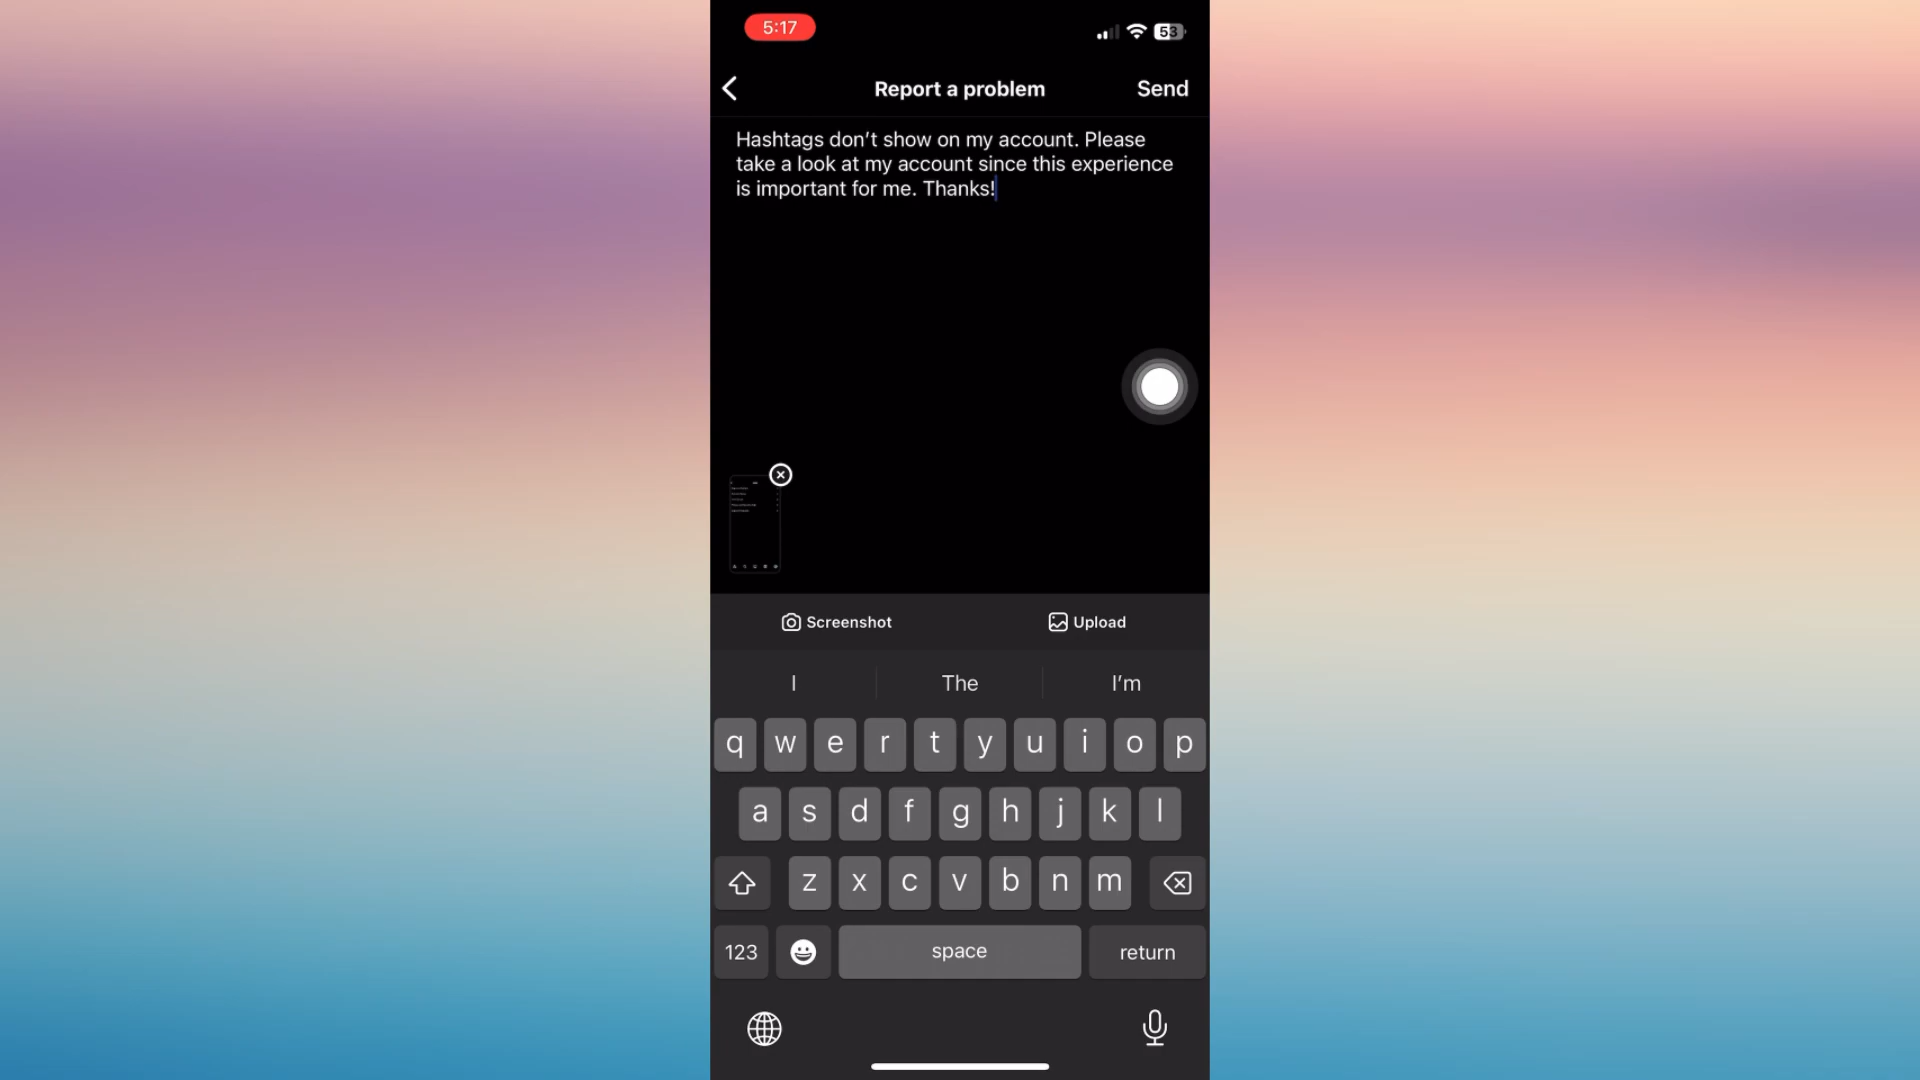 5:17
53
Report a problem
Send
Hashtags don’t show on my account. Please
take a look at my account since this experience
is important for me. Thanks!
Screenshot
Upload
I
The
I’m
q w e r t y u i o p
a s d f g h j k l
z x c v b n m
123
space
return